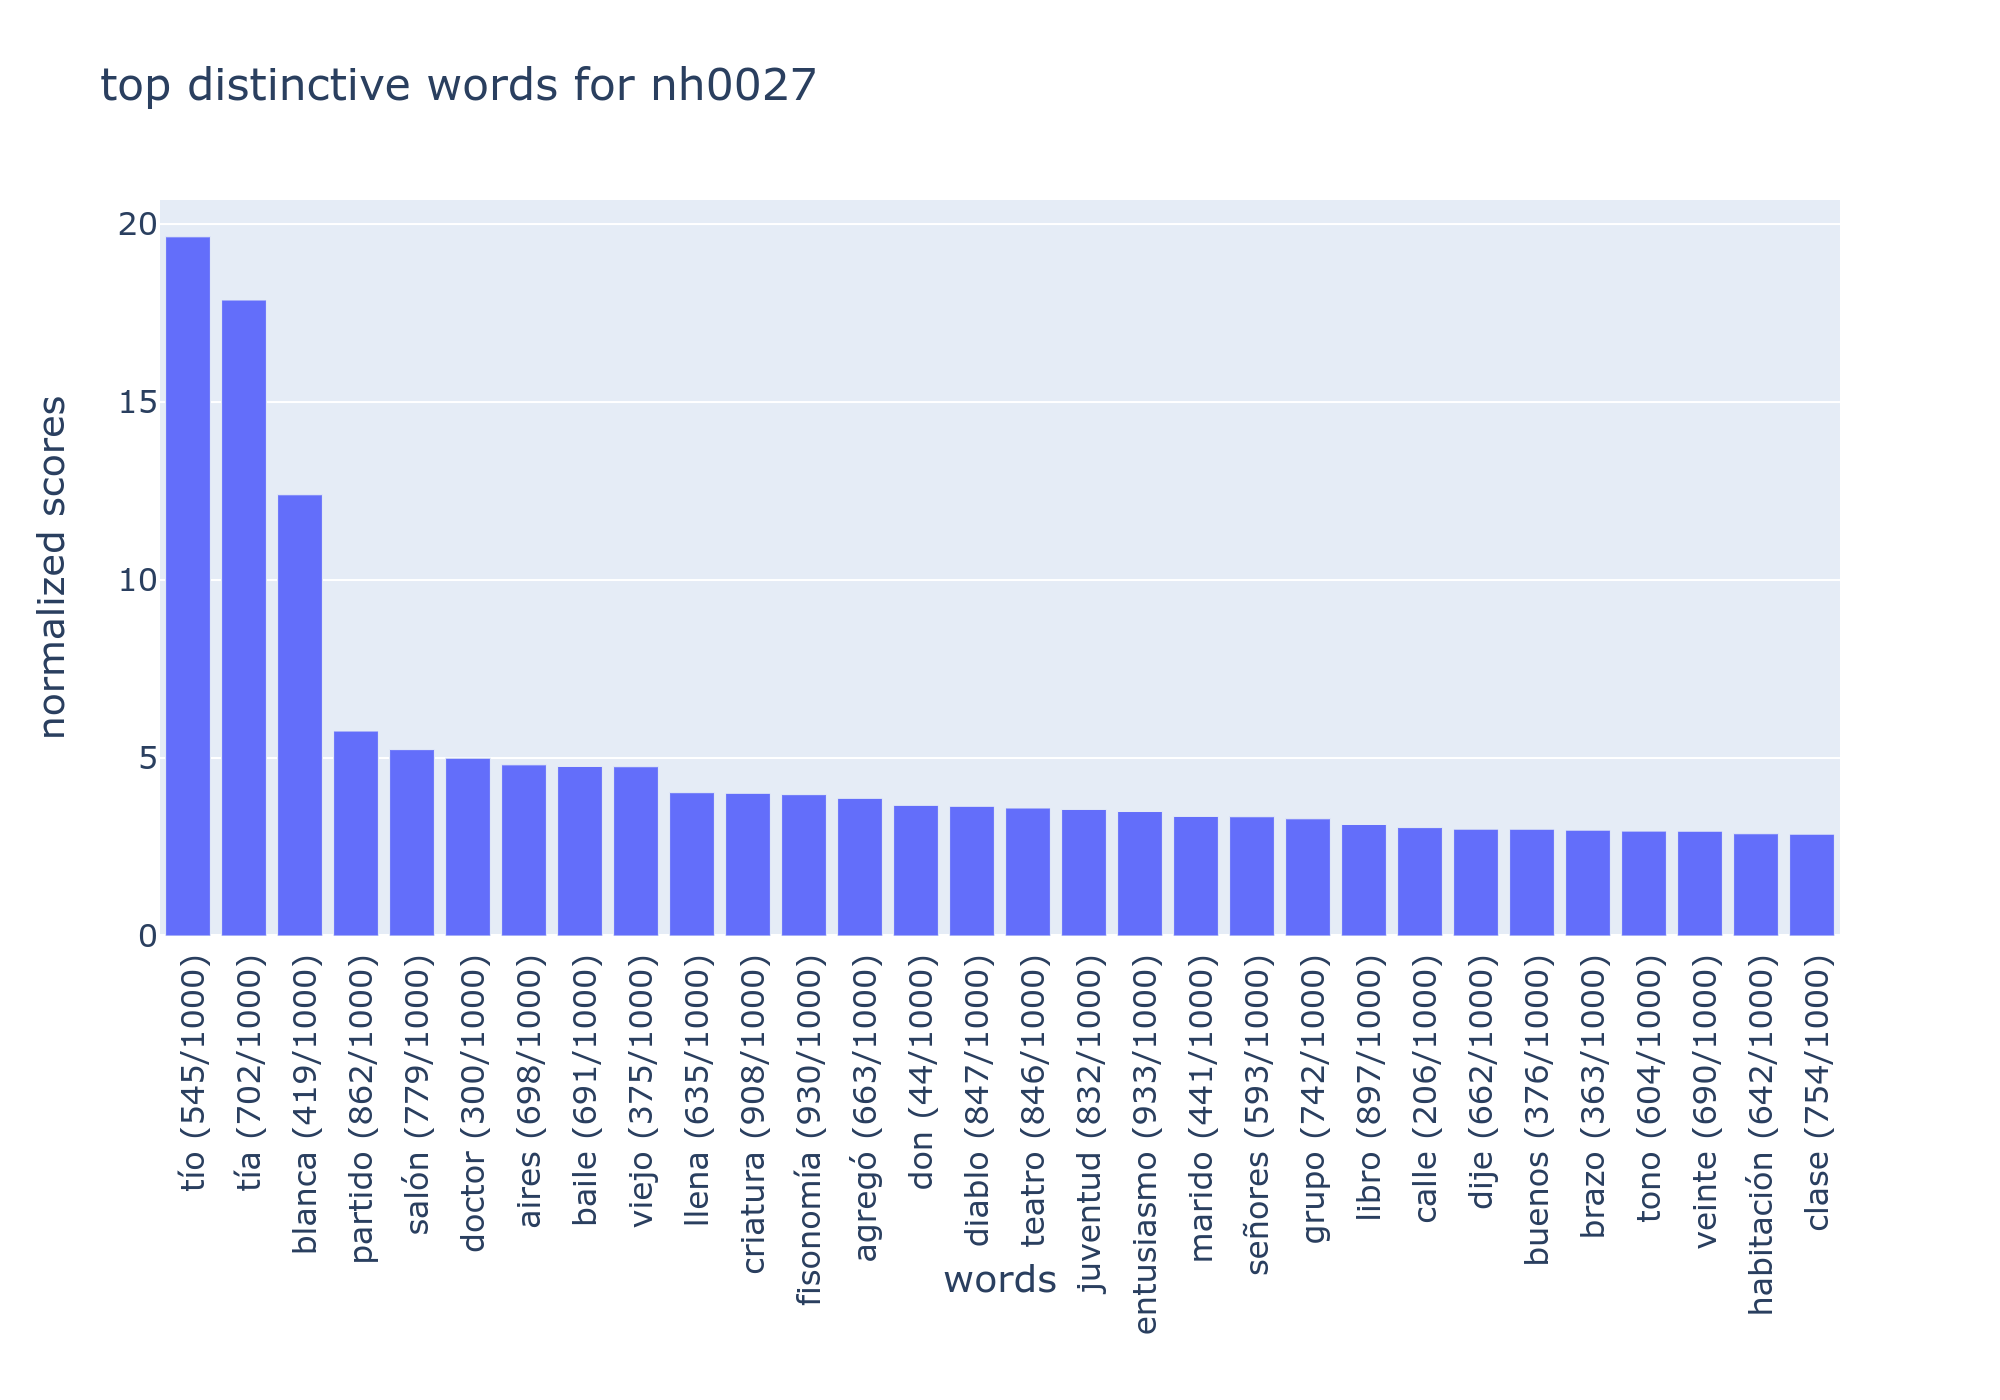 top distinctive words for nh0027
normalized scores
20
15
10
5
0
tío (545/1000)
tía (702/1000)
blanca (419/1000)
partido (862/1000)
salón (779/1000)
doctor (300/1000)
aires (698/1000)
baile (691/1000)
viejo (375/1000)
llena (635/1000)
criatura (908/1000)
fisonomía (930/1000)
agregó (663/1000)
don (44/1000)
diablo (847/1000)
teatro (846/1000)
juventud (832/1000)
entusiasmo (933/1000)
marido (441/1000)
señores (593/1000)
grupo (742/1000)
libro (897/1000)
calle (206/1000)
dije (662/1000)
buenos (376/1000)
brazo (363/1000)
tono (604/1000)
veinte (690/1000)
habitación (642/1000)
clase (754/1000)
words